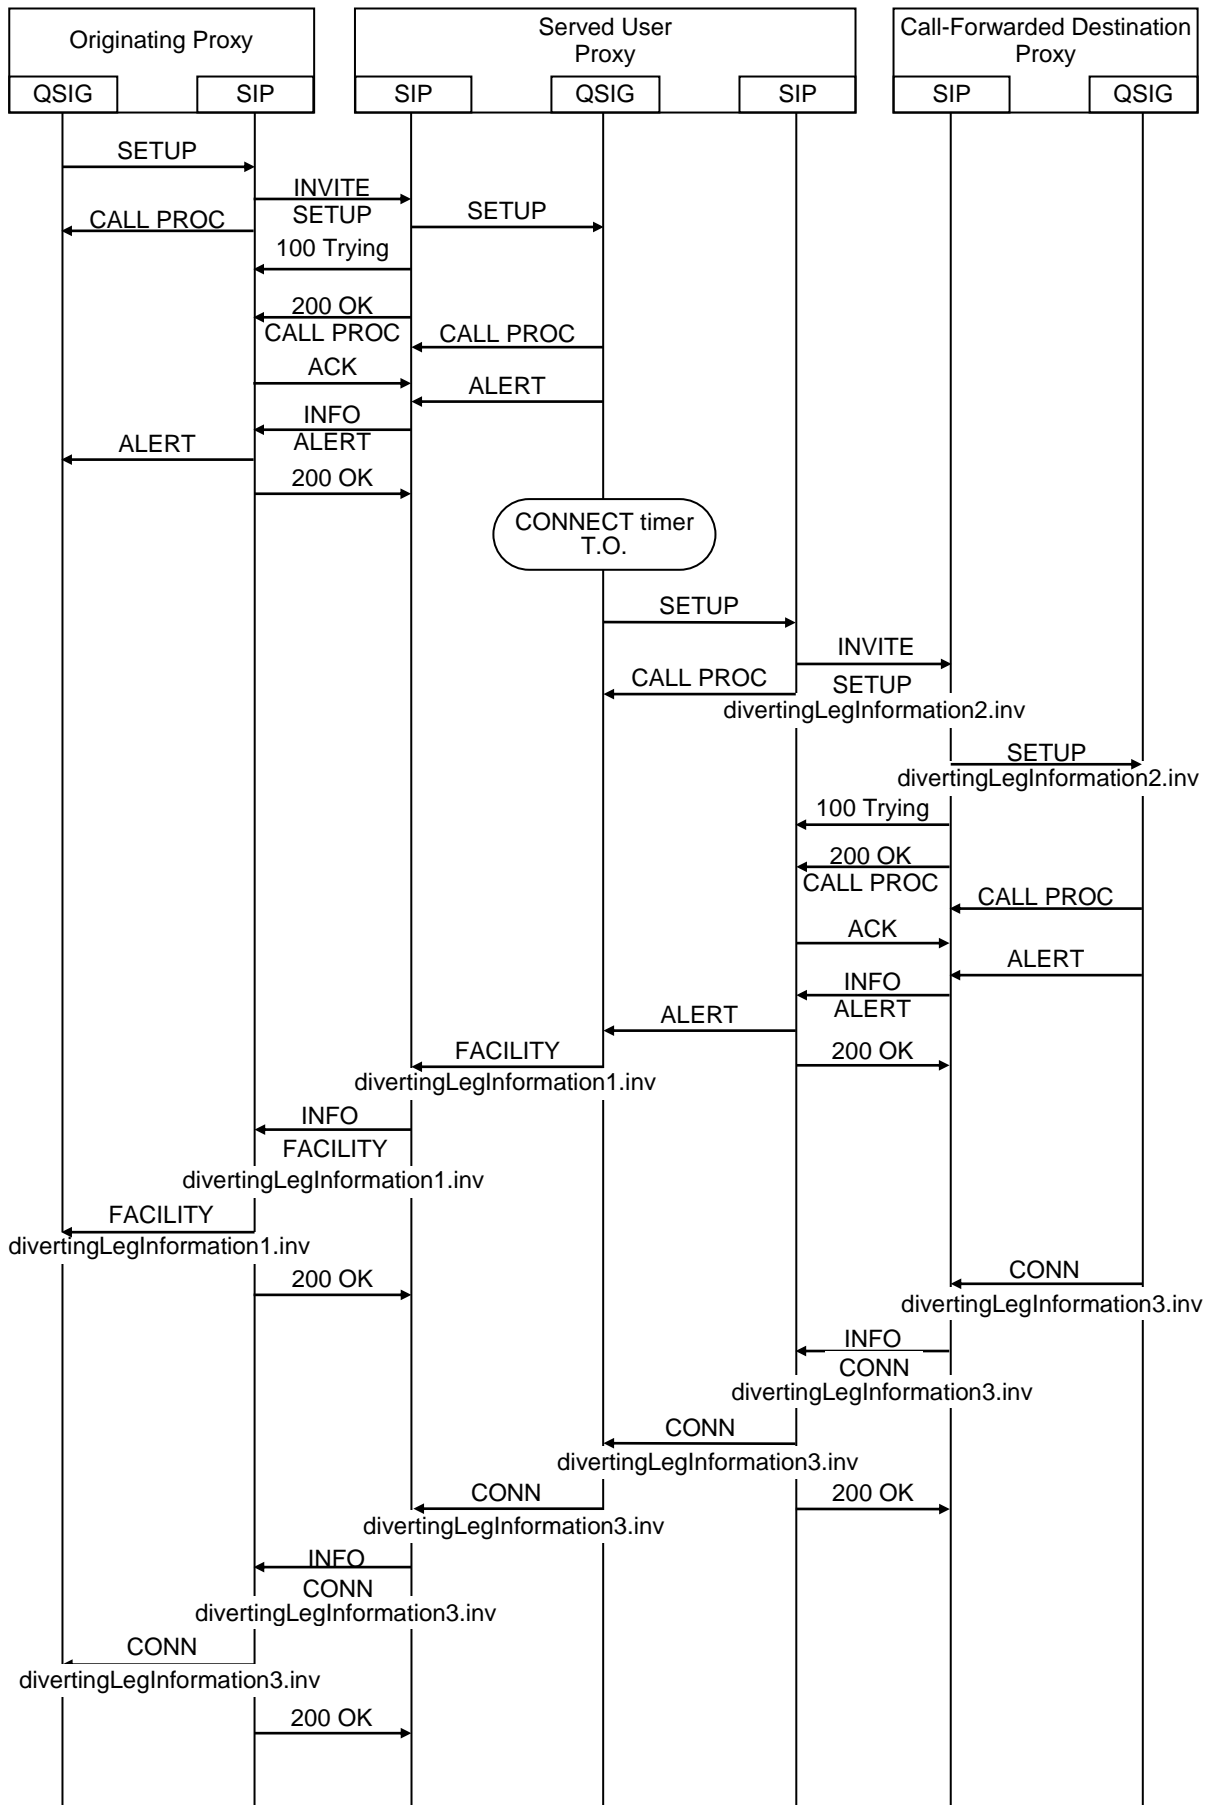 Originating Proxy
Served User
Proxy
Call-Forwarded Destination
Proxy
QSIG
SIP
SIP
QSIG
SIP
SIP
QSIG
SETUP
INVITE
SETUP
CALL PROC
SETUP
100 Trying
200 OK
CALL PROC
CALL PROC
ACK
ALERT
INFO
ALERT
ALERT
200 OK
CONNECT timer
T.O.
SETUP
INVITE
SETUP
divertingLegInformation2.inv
CALL PROC
SETUP
divertingLegInformation2.inv
100 Trying
200 OK
CALL PROC
CALL PROC
ACK
ALERT
INFO
ALERT
ALERT
200 OK
FACILITY
divertingLegInformation1.inv
INFO
FACILITY
divertingLegInformation1.inv
FACILITY
divertingLegInformation1.inv
200 OK
CONN
divertingLegInformation3.inv
INFO
CONN
divertingLegInformation3.inv
CONN
divertingLegInformation3.inv
CONN
divertingLegInformation3.inv
200 OK
INFO
CONN
divertingLegInformation3.inv
CONN
divertingLegInformation3.inv
200 OK